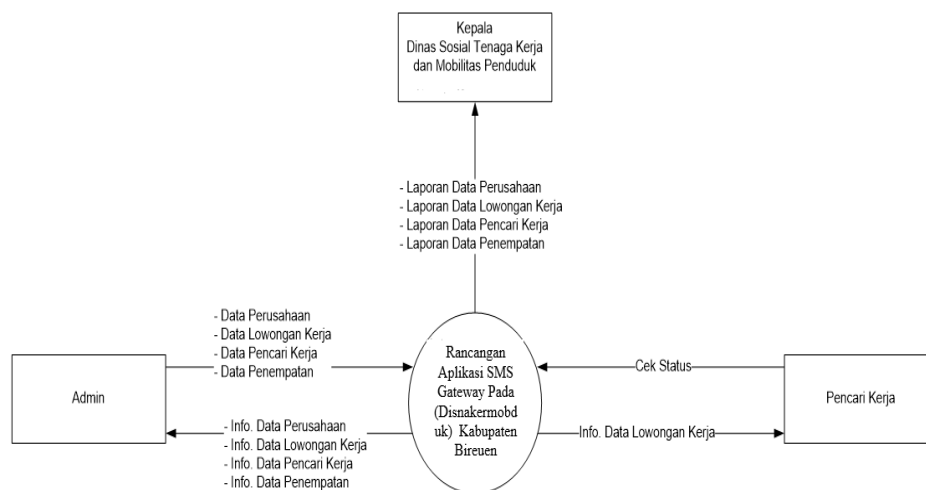 Kepala
Dinas Sosial Tenaga Kerja
dan Mobilitas Penduduk
- Laporan Data Perusahaan
- Laporan Data Lowongan Kerja
- Laporan Data Pencari Kerja
- Laporan Data Penempatan
- Data Perusahaan
- Data Lowongan Kerja
- Data Pencari Kerja
- Data Penempatan
Admin
- Info. Data Perusahaan
- Info. Data Lowongan Kerja
- Info. Data Pencari Kerja
- Info. Data Penempatan
Rancangan
Aplikasi SMS
Gateway Pada
(Disnakermobd
uk) Kabupaten
Bireuen
Cek Status
Info. Data Lowongan Kerja
Pencari Kerja